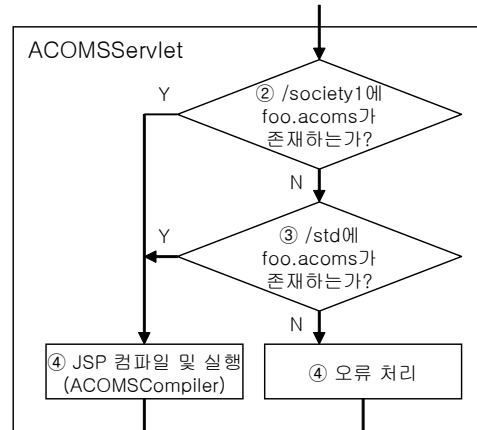 ACOMSServlet
Y
② /society1에
foo.acoms가
존재하는가?
N
Y
③ /std에
foo.acoms가
존재하는가?
N
④ JSP 컴파일 및 실행
(ACOMSCompiler)
④ 오류 처리